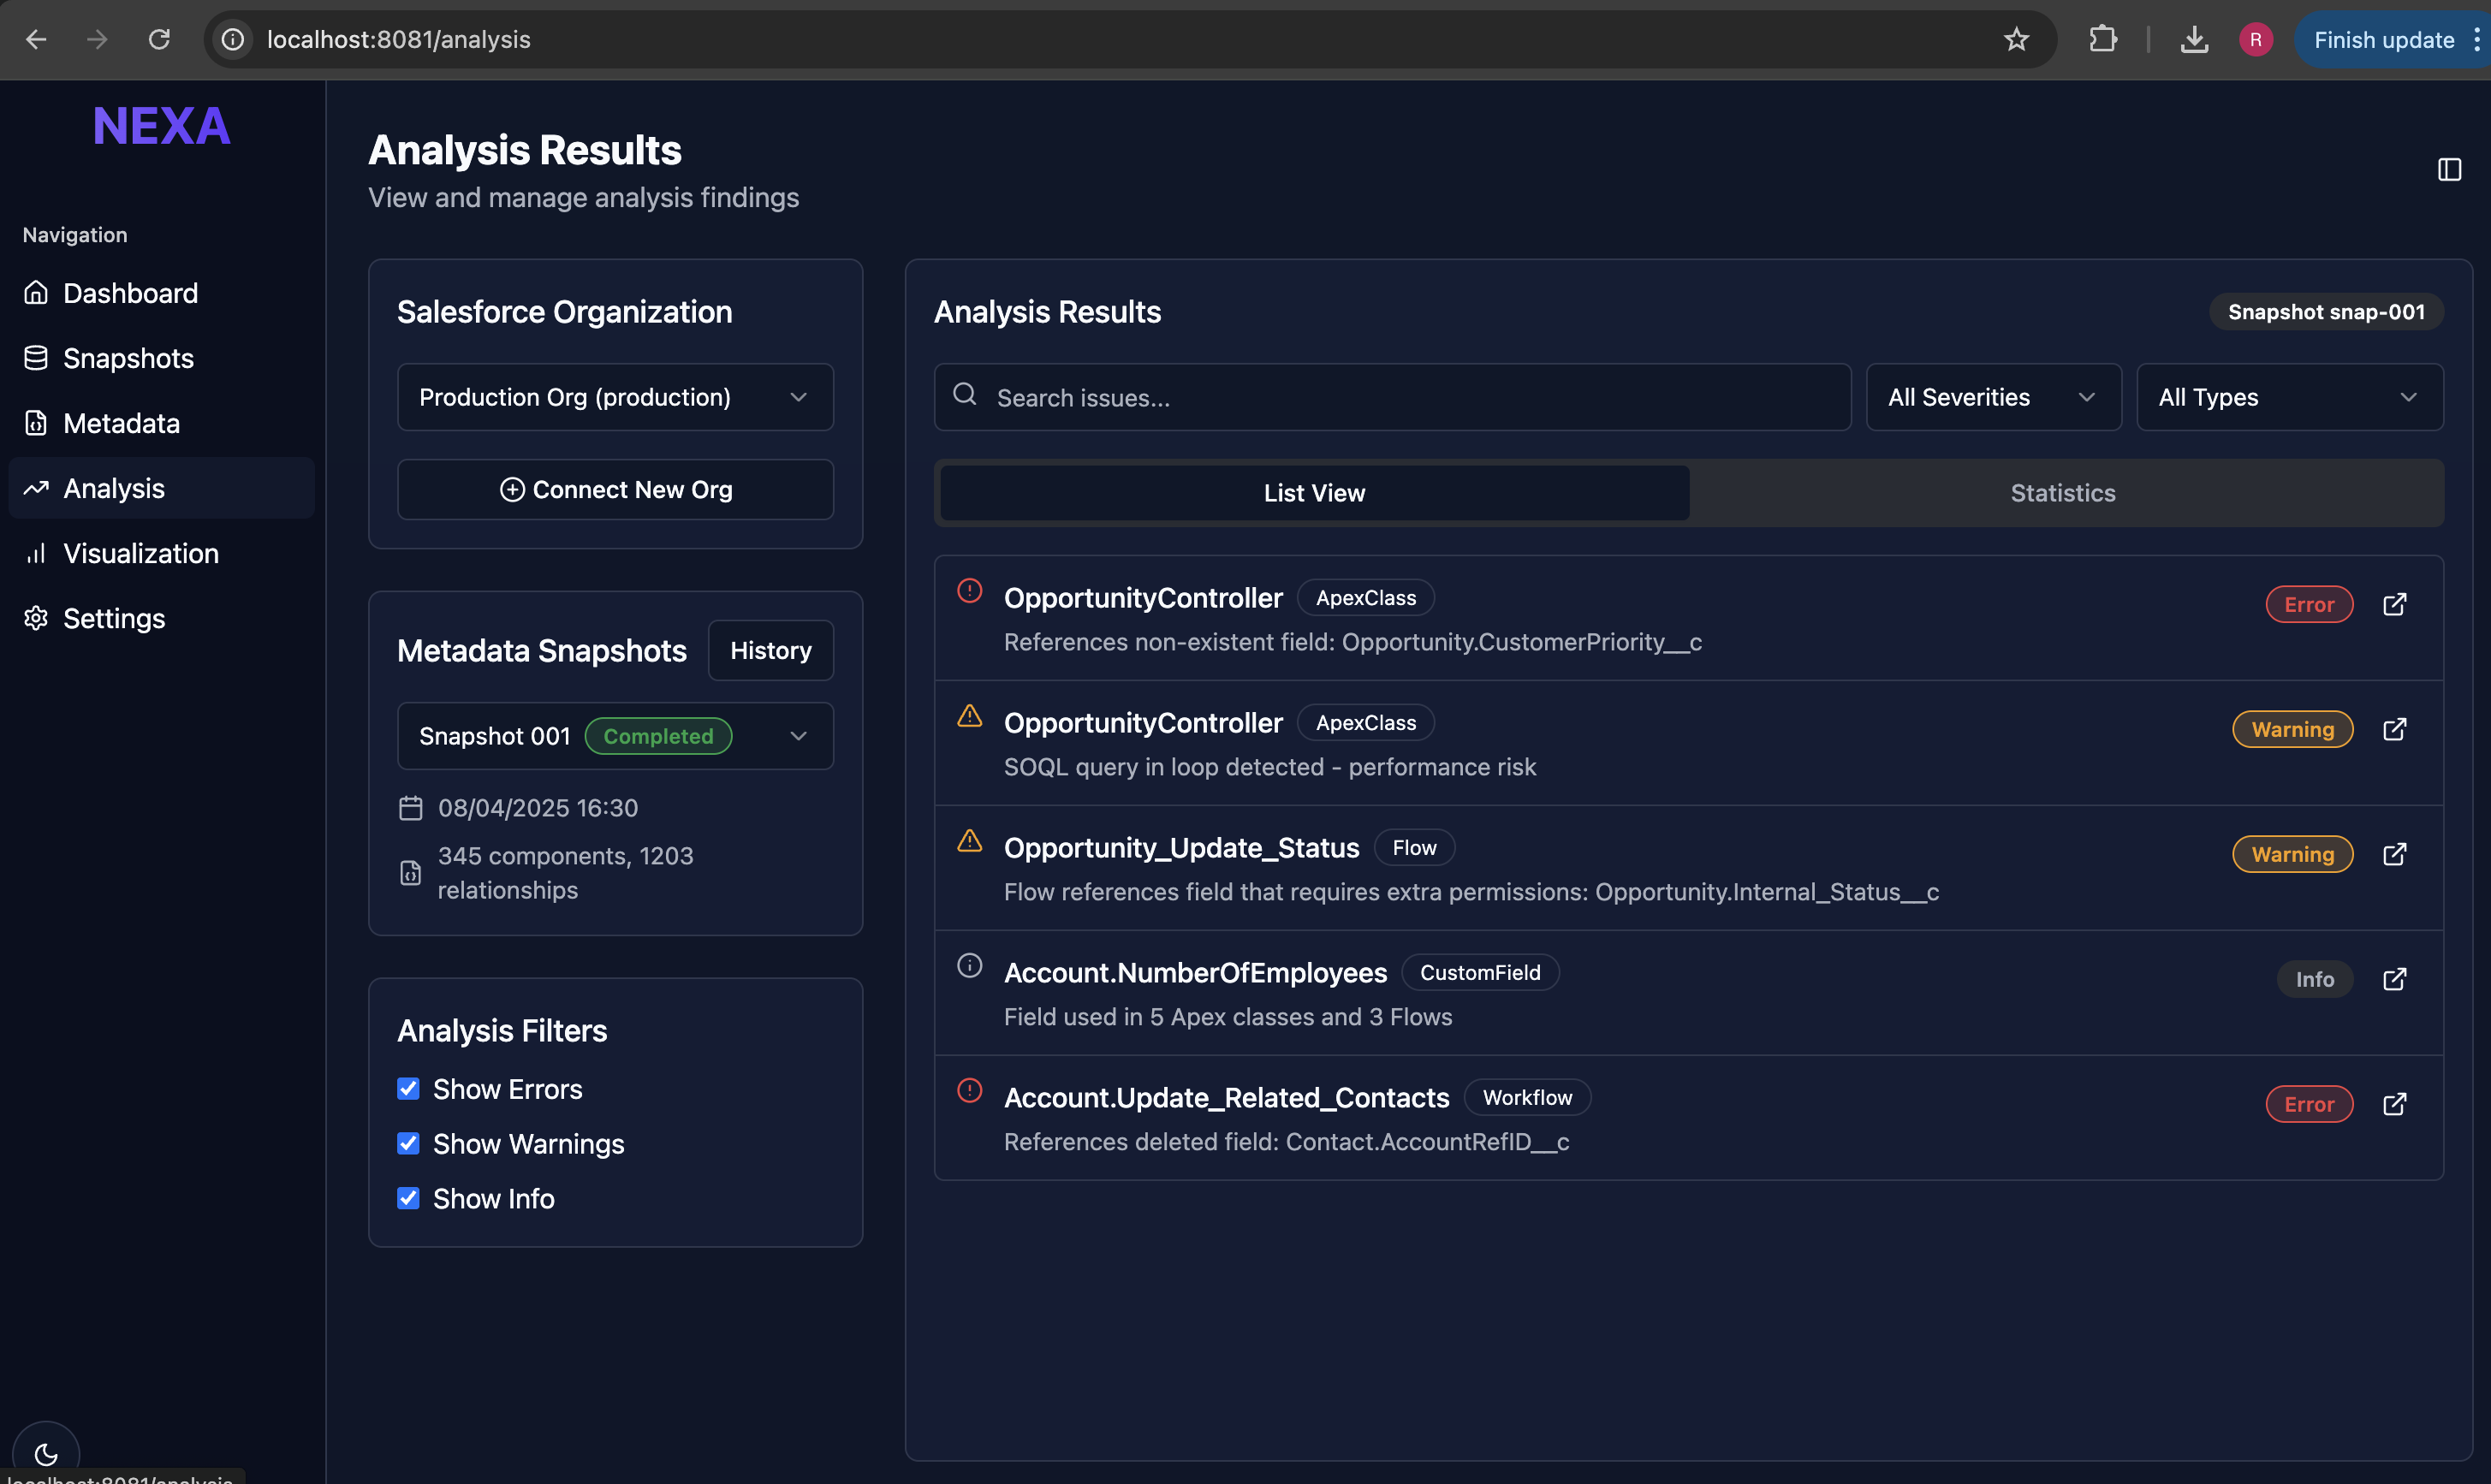 localhost:8081/analysis
R
Finish update
NEXA
Navigation
Dashboard
Snapshots
Metadata
Analysis
Visualization
Settings
Analysis Results
View and manage analysis findings
Salesforce Organization
Production Org (production)
Connect New Org
Metadata Snapshots
History
Snapshot 001 Completed
08/04/2025 16:30
345 components, 1203
relationships
Analysis Filters
Show Errors
Show Warnings
Show Info
Analysis Results
Snapshot snap-001
Search issues...
All Severities
All Types
List View
Statistics
OpportunityController ApexClass
Error
References non-existent field: Opportunity.CustomerPriority__c
OpportunityController ApexClass
Warning
SOQL query in loop detected - performance risk
Opportunity_Update_Status Flow
Warning
Flow references field that requires extra permissions: Opportunity.Internal_Status__c
Account.NumberOfEmployees CustomField
Info
Field used in 5 Apex classes and 3 Flows
Account.Update_Related_Contacts Workflow
Error
References deleted field: Contact.AccountRefID__c
localhost:8081/analysis